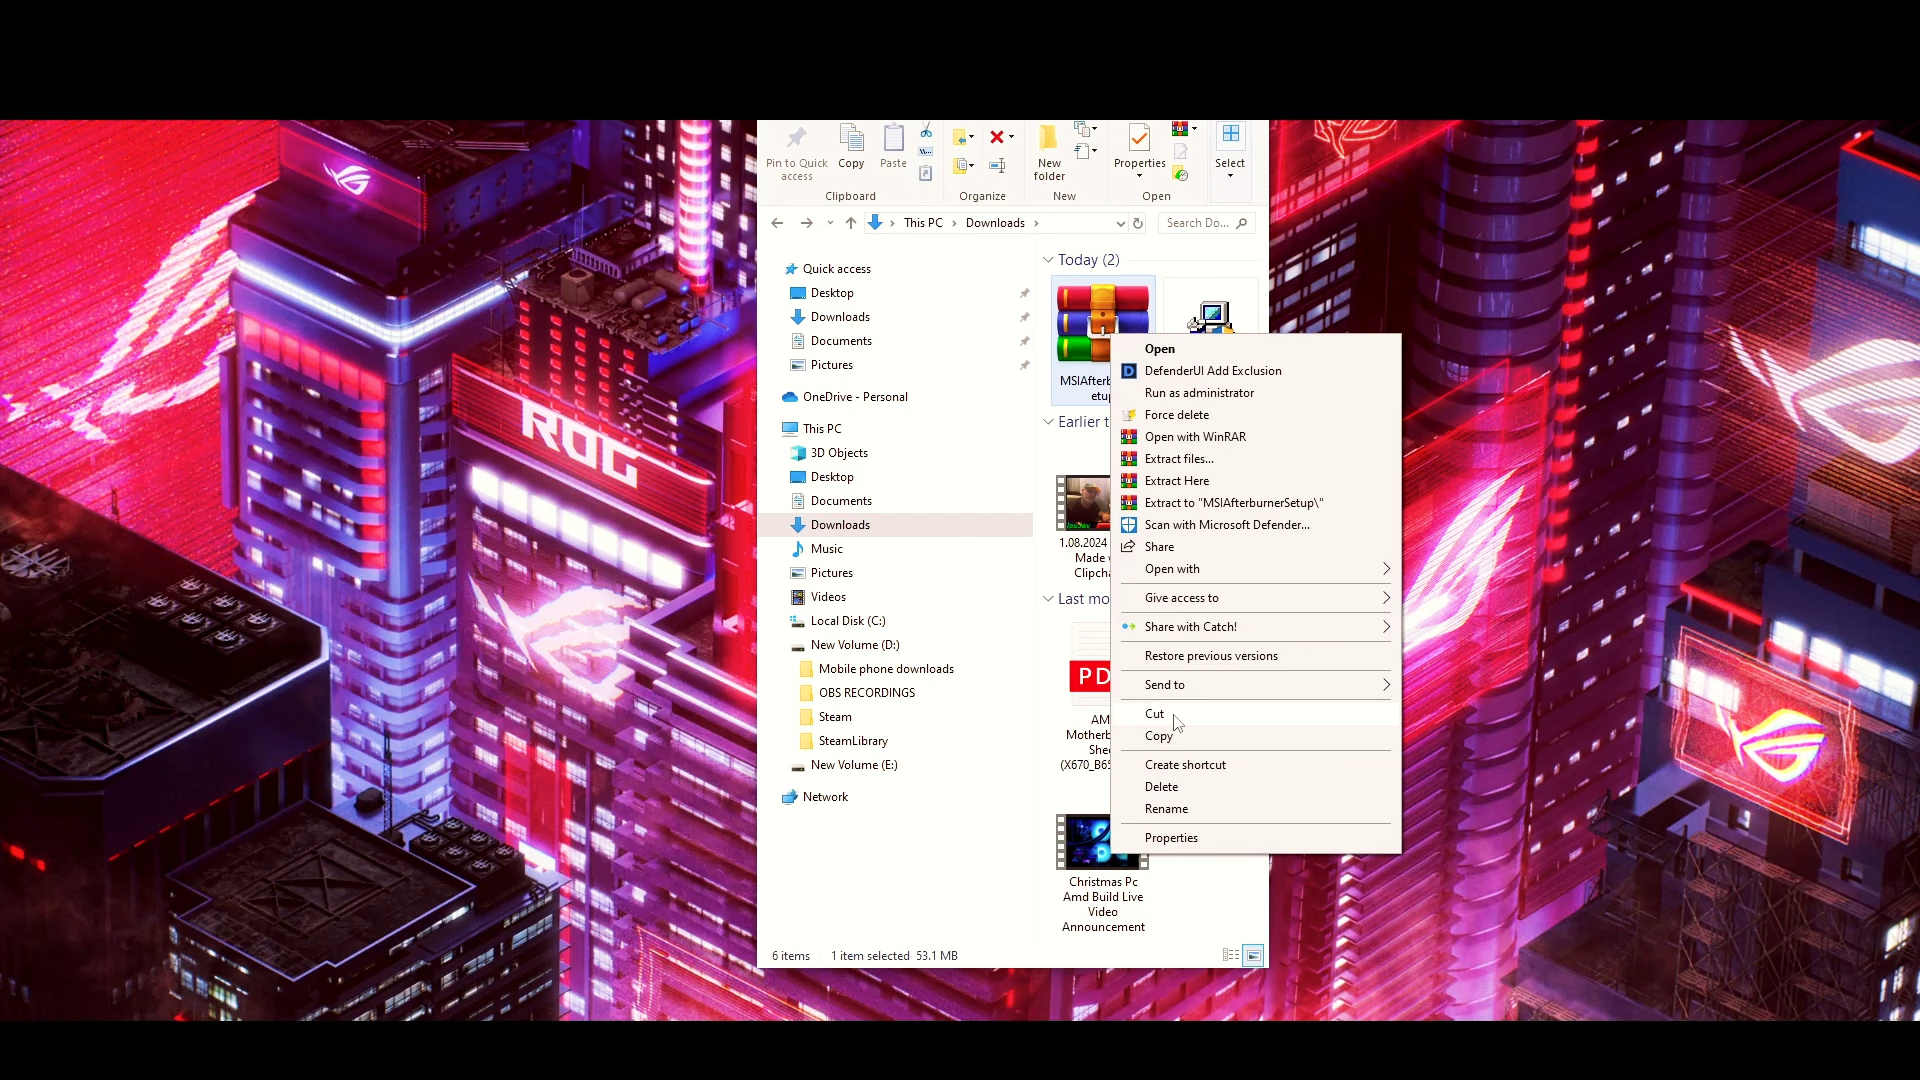 Pin to Quick access
Copy
Paste
New folder
Properties
Select
Clipboard
Organize
New
Open
This PC
Downloads
Search Do...
Quick access
Desktop
Downloads
Documents
Pictures
OneDrive - Personal
This PC
3D Objects
Desktop
Documents
Downloads
Music
Pictures
Videos
Local Disk (C:)
New Volume (D:)
Mobile phone downloads
OBS RECORDINGS
Steam
SteamLibrary
New Volume (E:)
Network
Today (2)
MSIAfterb
etup
Earlier t
1.08.2024
Made
Clipcha
Last mo
PD
AM
Motherb
Shee
(X670_B65
Christmas Pc
Amd Build Live
Video
Announcement
Open
DefenderUI Add Exclusion
Run as administrator
Force delete
Open with WinRAR
Extract files...
Extract Here
Extract to "MSIAfterburnerSetup\"
Scan with Microsoft Defender...
Share
Open with
Give access to
Share with Catch!
Restore previous versions
Send to
Cut
Copy
Create shortcut
Delete
Rename
Properties
6 items
1 item selected 53.1 MB
ROG